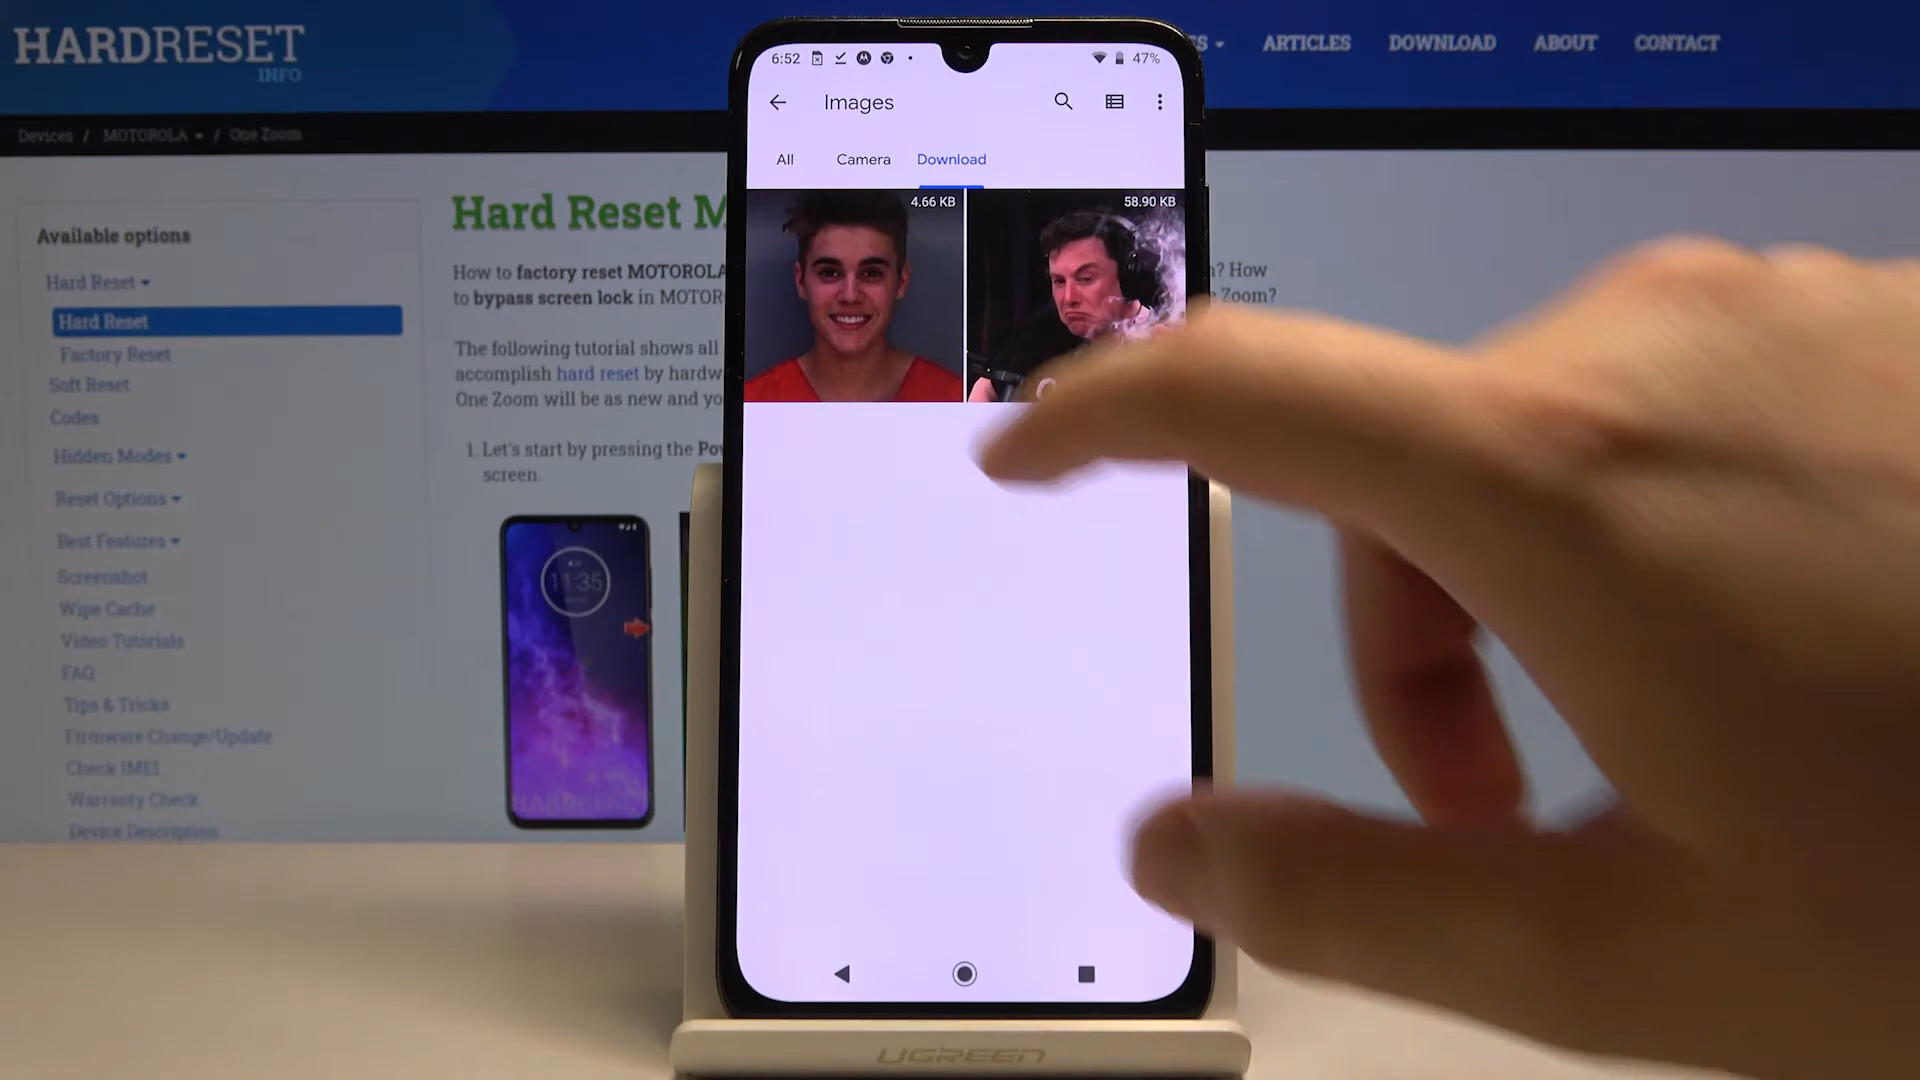 HARDRESET
.INFO
ES
ARTICLES
DOWNLOAD
ABOUT
CONTACT
Devices / MOTOROLA / One Zoom
Available options
Hard Reset
Hard Reset
Factory Reset
Soft Reset
Codes
Hidden Modes
Reset Options
Best Features
Screenshot
Wipe Cache
Video Tutorials
FAQ
Tips & Tricks
Firmware Change/Update
Check IMEI
Warranty Check
Device Description
Hard Reset M
How to factory reset MOTOROLA
? How
to bypass screen lock in MOTOR
e Zoom?
The following tutorial shows all
accomplish hard reset by hardw
One Zoom will be as new and yo
1. Let's start by pressing the Pow
screen.
11:35
HARDRESET
6:52
47%
Images
All
Camera
Download
4.66 KB
58.90 KB
UGREEN